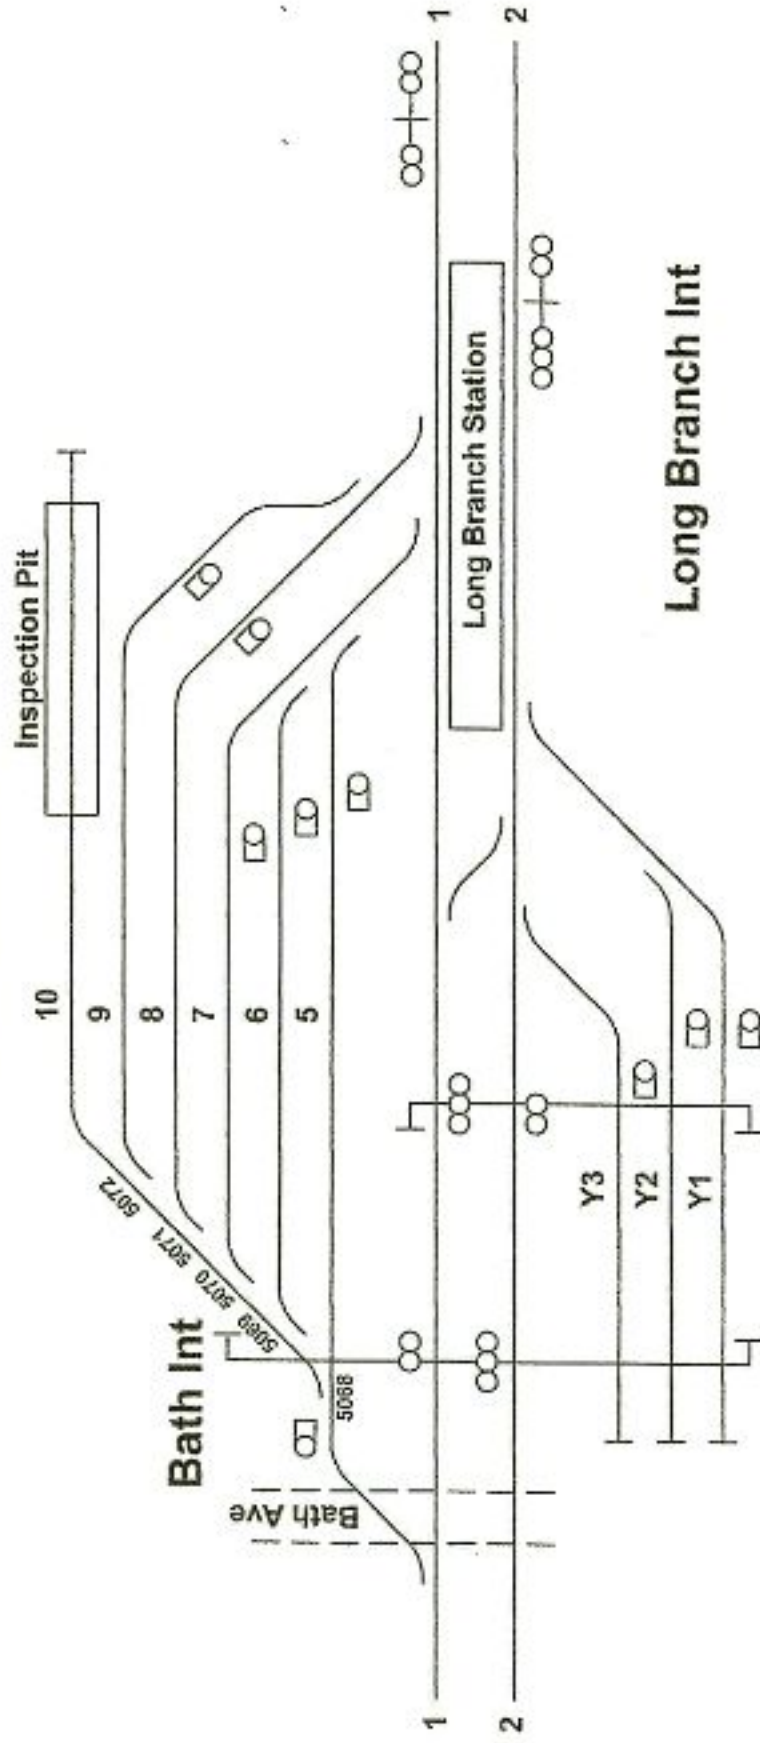 1
2
Inspection Pit
10
9
8
7
6
5
Long Branch Station
Long Branch Int
5072
5071
5070
5069
5068
Bath Int
Bath Ave
Y3
Y2
Y1
1
2